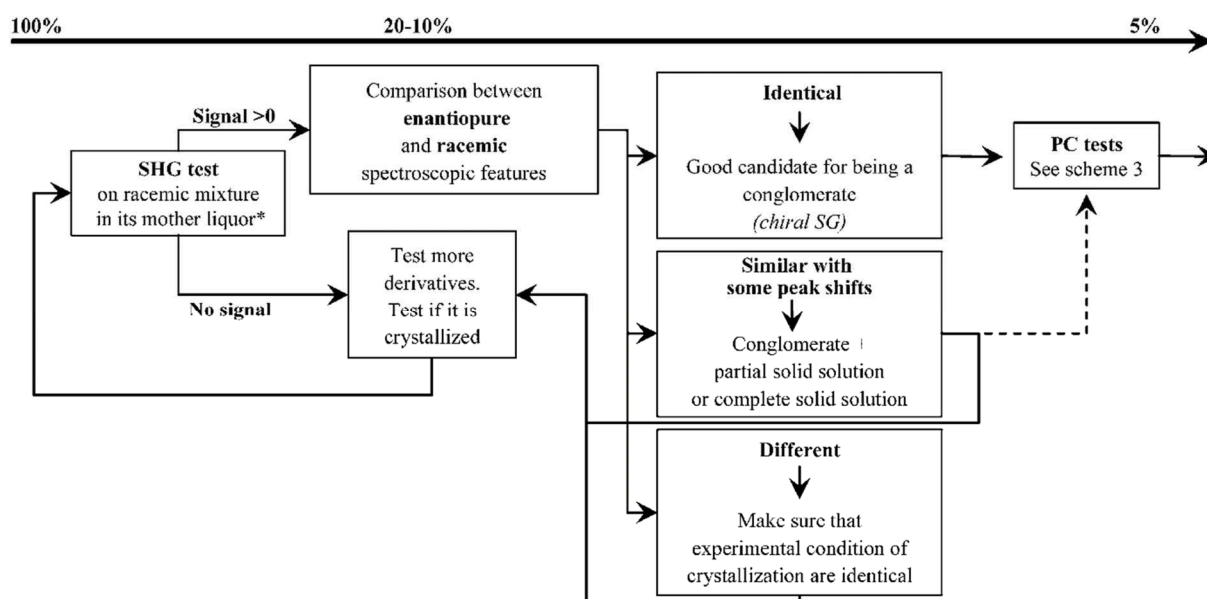 100%
20-10%
5%
Signal >0
SHG test
on racemic mixture
in its mother liquor*
No signal
Comparison between
enantiopure
and racemic
spectroscopic features
Test more
derivatives.
Test if it is
crystallized
Identical
Good candidate for being a
conglomerate
(chiral SG)
Similar with
some peak shifts
Conglomerate
partial solid solution
or complete solid solution
Different
Make sure that
experimental condition of
crystallization are identical
PC tests
See scheme 3